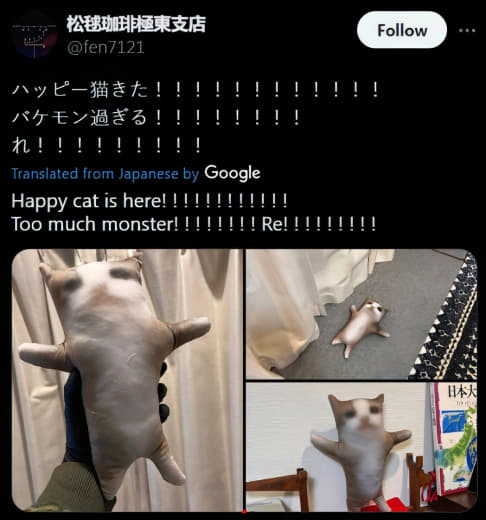 松毬珈琲極東支店
@fen7121
Follow
ハッピー猫きた！！！！！！！！！！！！
バケモン過ぎる！！！！！！！！
れ！！！！！！！！！
Translated from Japanese by Google
Happy cat is here! ! ! ! ! ! ! ! ! ! ! !
Too much monster! ! ! ! ! ! ! ! Re! ! ! ! ! ! ! ! !
日本大